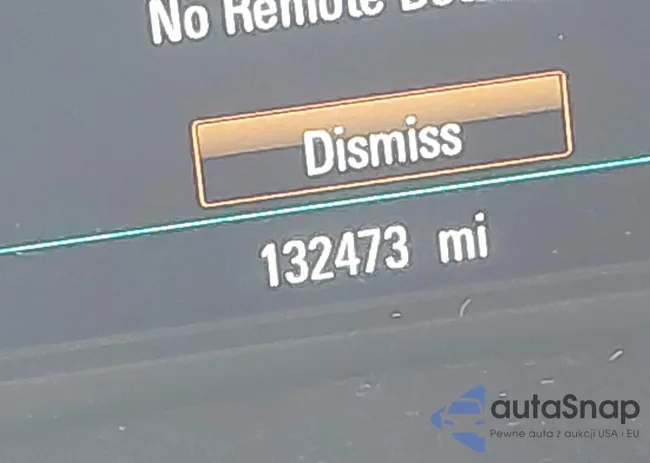 No Remote
Dismiss
132473 mi
autaSnap
Pewne auta z aukcji USA - EU